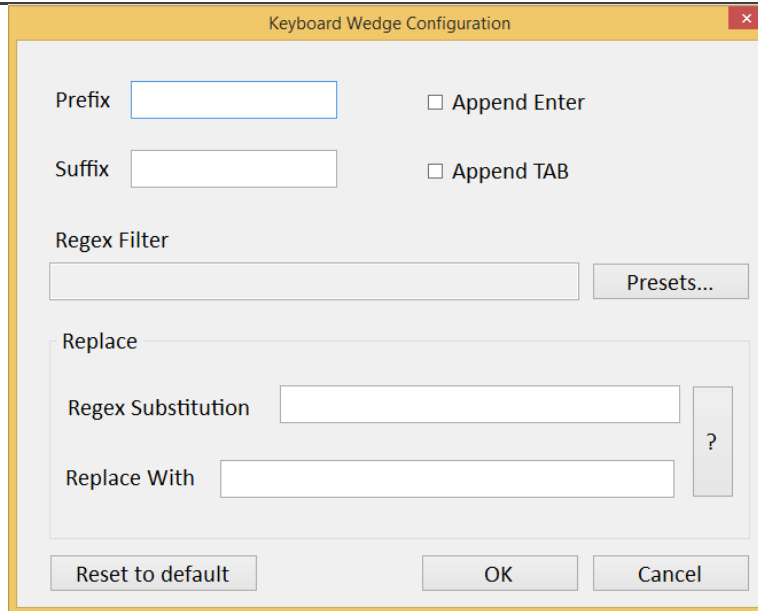 Keyboard Wedge Configuration
Prefix
Append Enter
Suffix
Append TAB
Regex Filter
Presets...
Replace
Regex Substitution
?
Replace With
Reset to default
OK
Cancel